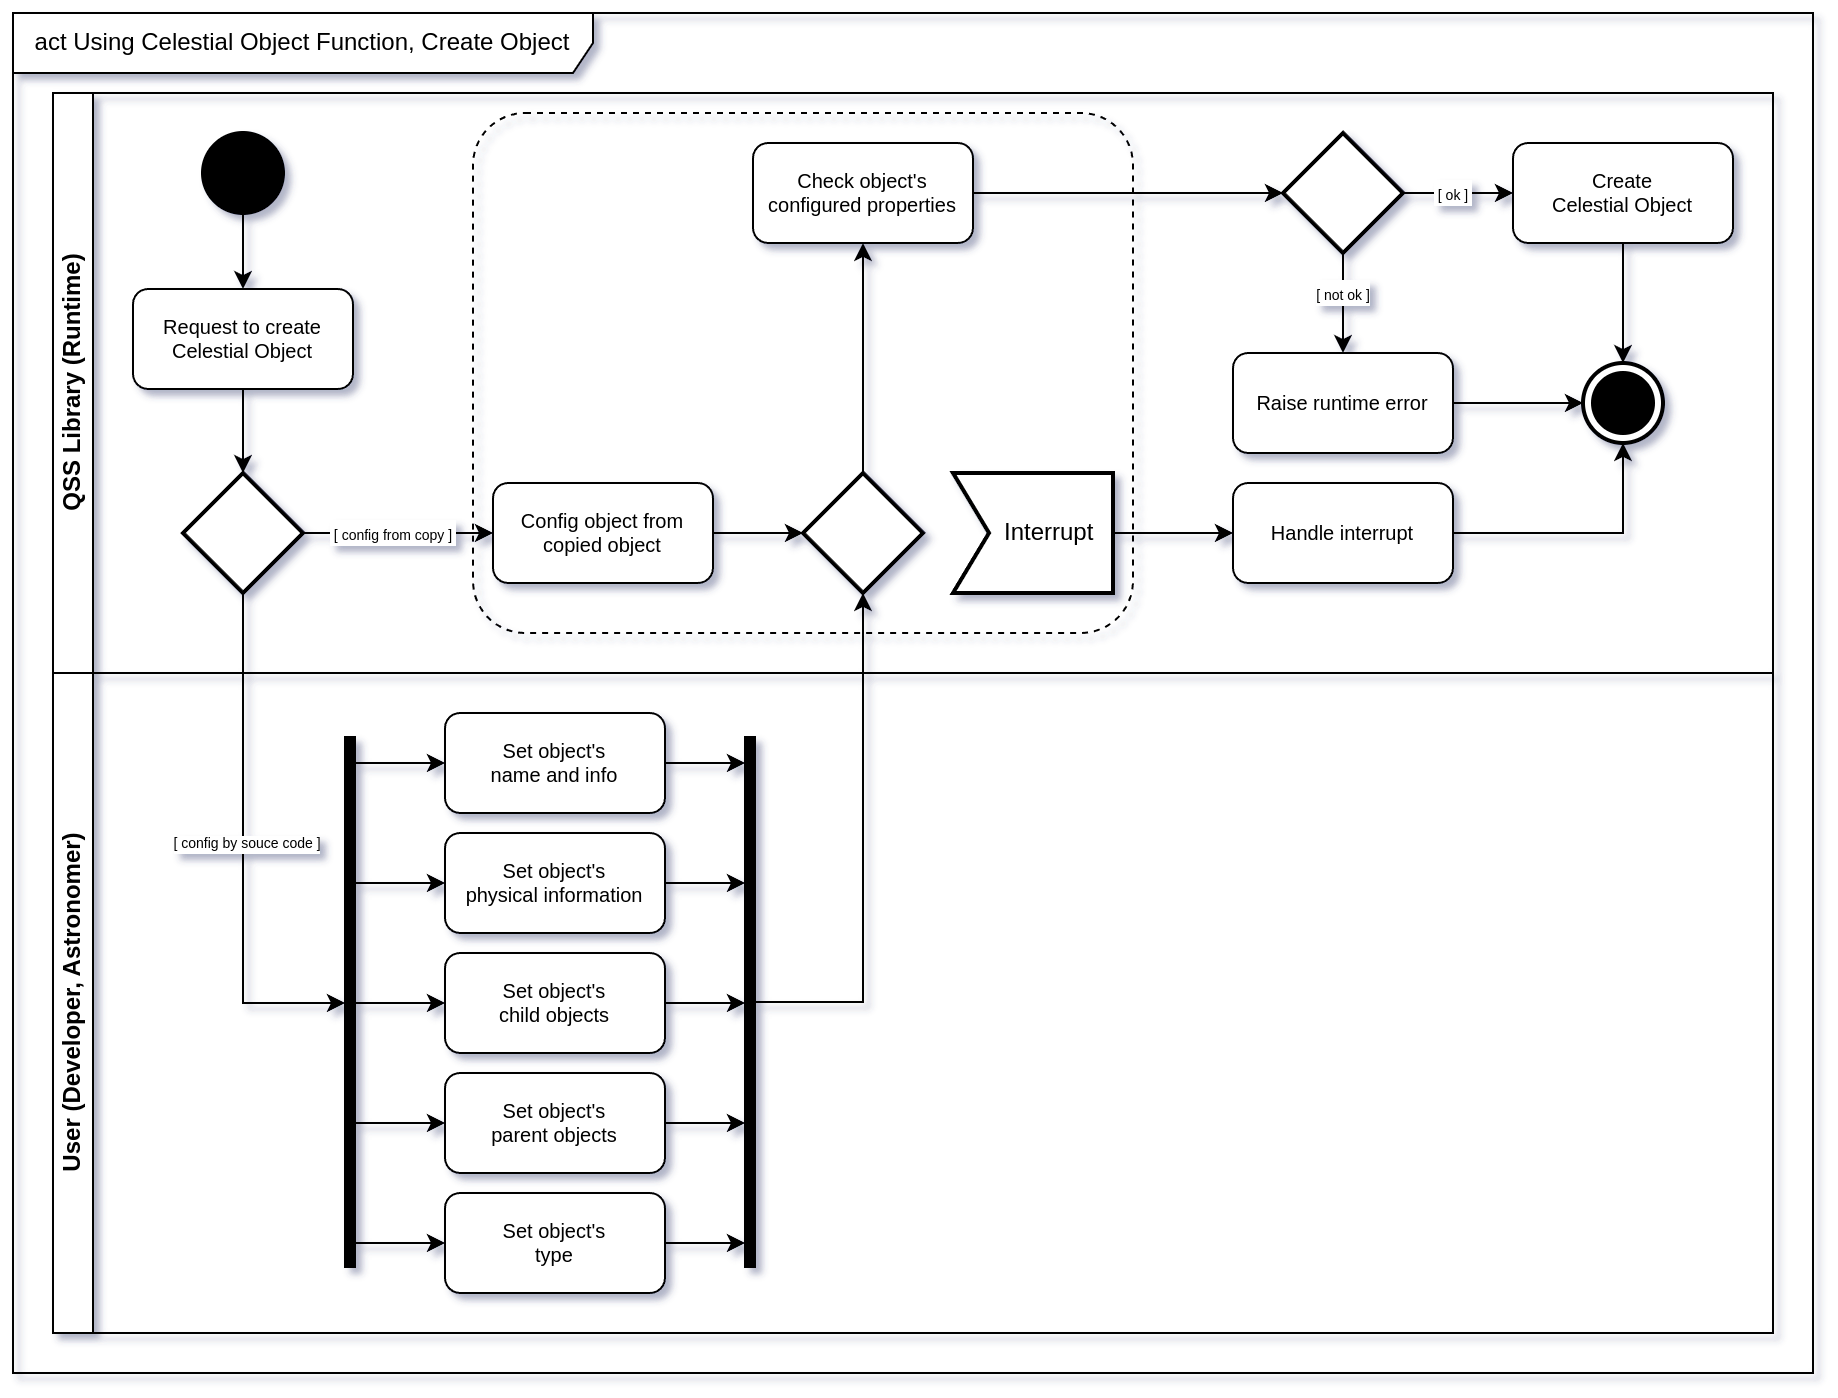 act Using Celestial Object Function, Create Object
QSS Library (Runtime)
Request to create
Celestial Object
[ config from copy ]
Config object from
copied object
Check object's
configured properties
Interrupt
[ ok ]
[ not ok ]
Create
Celestial Object
Raise runtime error
Handle interrupt
User (Developer, Astronomer)
[ config by souce code ]
Set object's
name and info
Set object's
physical information
Set object's
child objects
Set object's
parent objects
Set object's
type